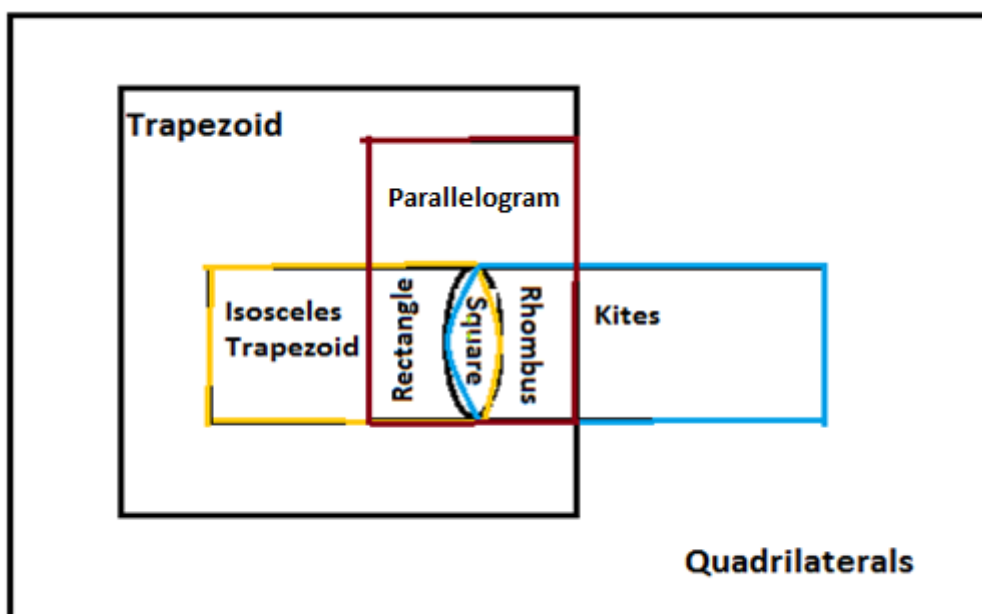 Trapezoid
Parallelogram
Isosceles
Trapezoid
Rectangle
Square
Rhombus
Kites
Quadrilaterals